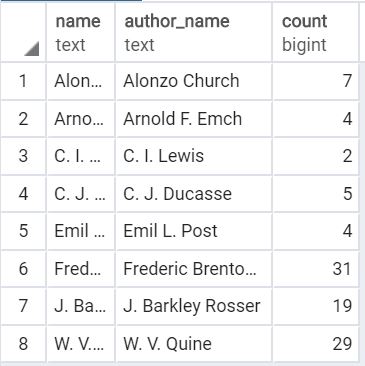 name author_name count
text text bigint
1 Alon... Alonzo Church 7
2 Arno... Arnold F. Emch 4
3 C. I. ... C. I. Lewis 2
4 C. J. ... C. J. Ducasse 5
5 Emil ... Emil L. Post 4
6 Fred... Frederic Brento... 31
7 J. Ba... J. Barkley Rosser 19
8 W. V.... W. V. Quine 29